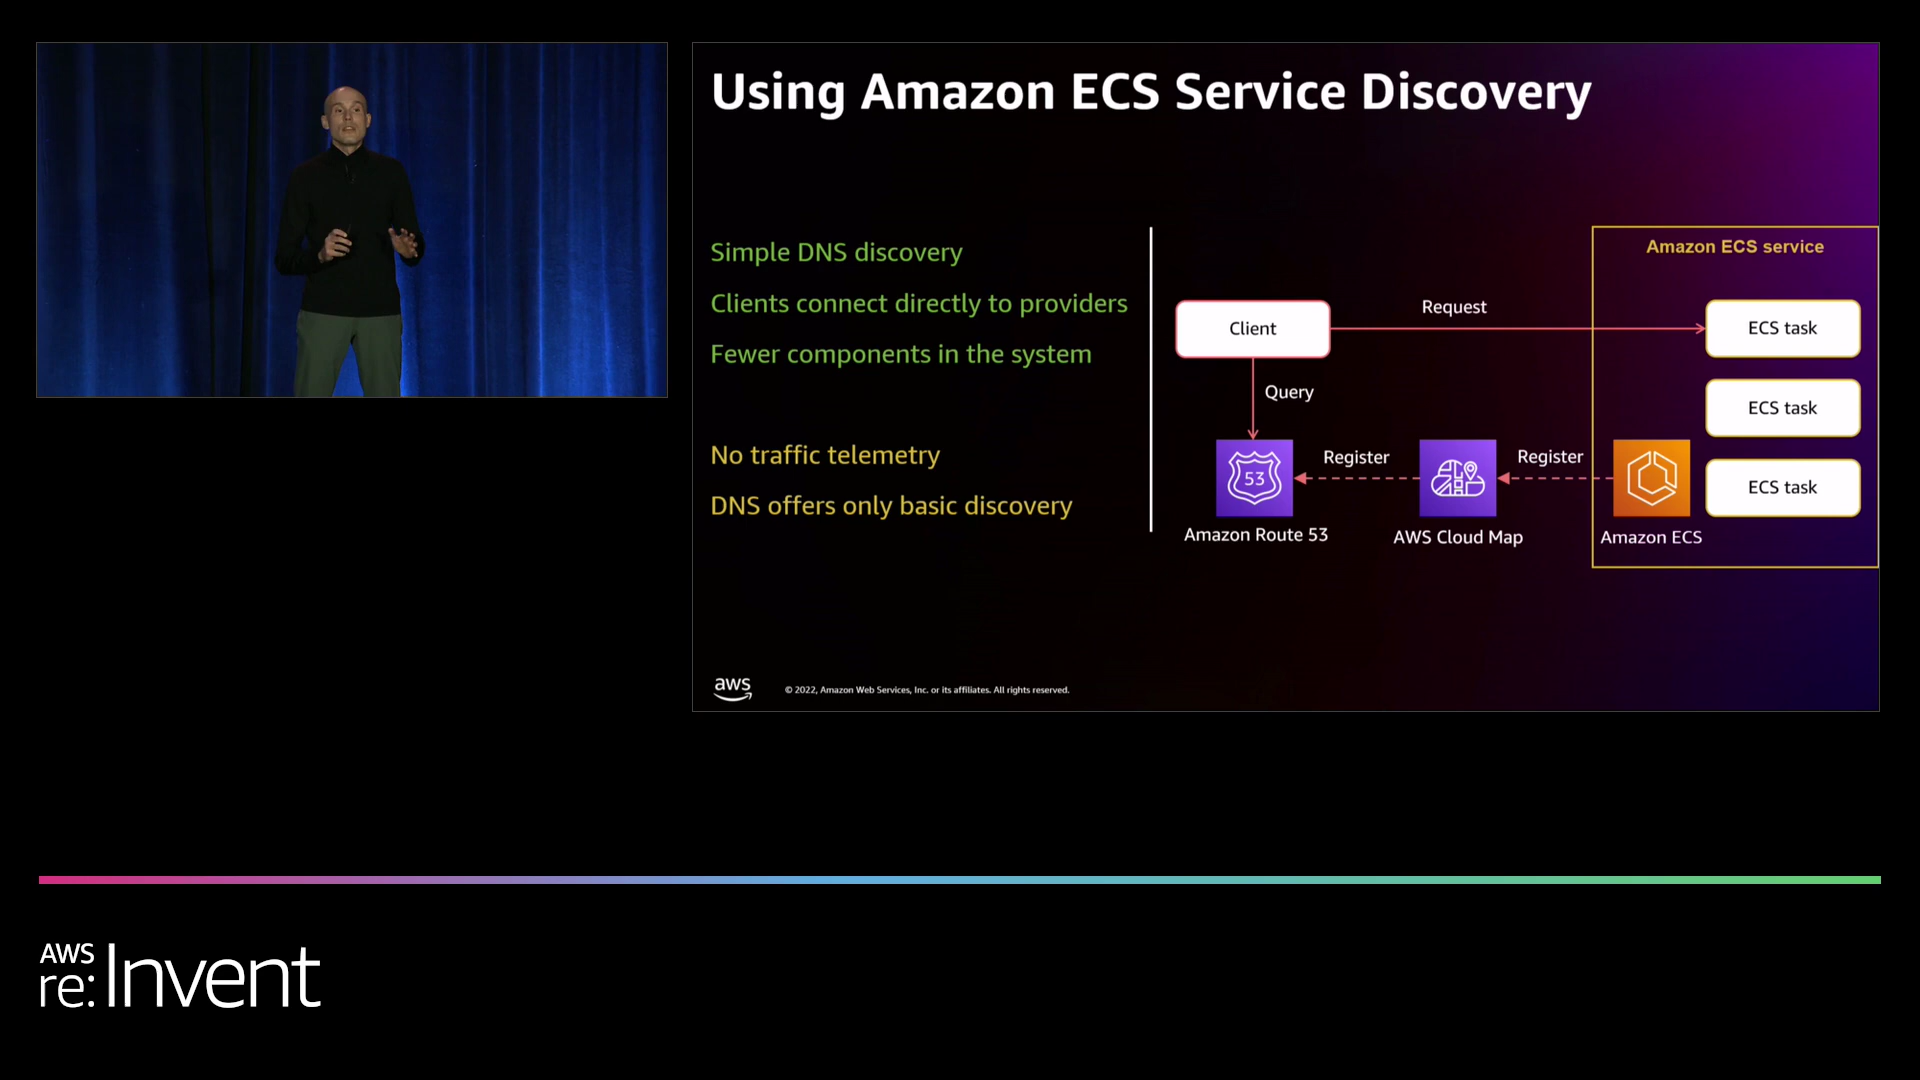 Using Amazon ECS Service Discovery
Simple DNS discovery
Clients connect directly to providers
Fewer components in the system
No traffic telemetry
DNS offers only basic discovery
Amazon ECS service
Client
Request
ECS task
Query
ECS task
53
Register
Register
ECS task
Amazon Route 53
AWS Cloud Map
Amazon ECS
aws
© 2022, Amazon Web Services, Inc. or its affiliates. All rights reserved.
AWS
re:Invent